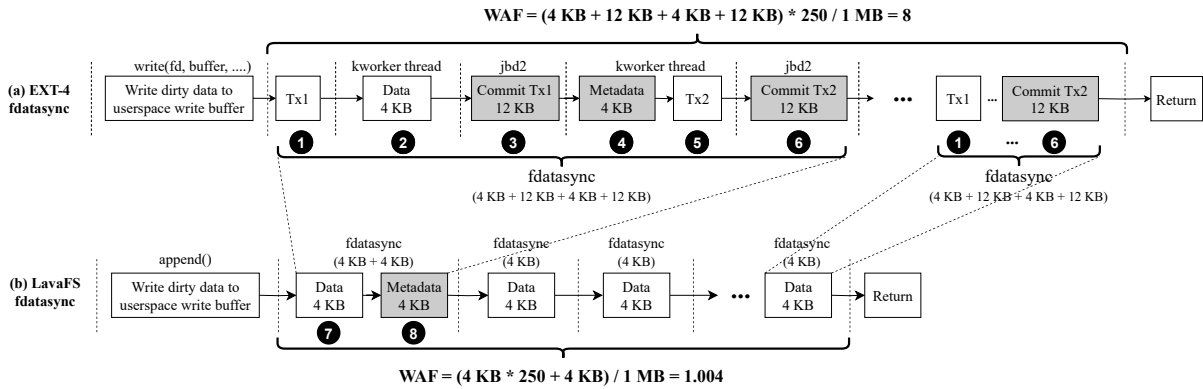 WAF = (4 KB + 12 KB + 4 KB + 12 KB) * 250 / 1 MB = 8
write(fd, buffer, ....)
kworker thread
jbd2
kworker thread
jbd2
(a) EXT-4
fdatasync
Write dirty data to
userspace write buffer
Tx1
Data
4 KB
Commit Tx1
12 KB
Metadata
4 KB
Tx2
Commit Tx2
12 KB
...
Tx1
...
Commit Tx2
12 KB
Return
1
2
3
4
5
6
1
...
6
fdatasync
(4 KB + 12 KB + 4 KB + 12 KB)
fdatasync
(4 KB + 12 KB + 4 KB + 12 KB)
append()
fdatasync
(4 KB + 4 KB)
fdatasync
(4 KB)
fdatasync
(4 KB)
fdatasync
(4 KB)
(b) LavaFS
fdatasync
Write dirty data to
userspace write buffer
Data
4 KB
Metadata
4 KB
Data
4 KB
Data
4 KB
...
Data
4 KB
Return
7
8
WAF = (4 KB * 250 + 4 KB) / 1 MB = 1.004